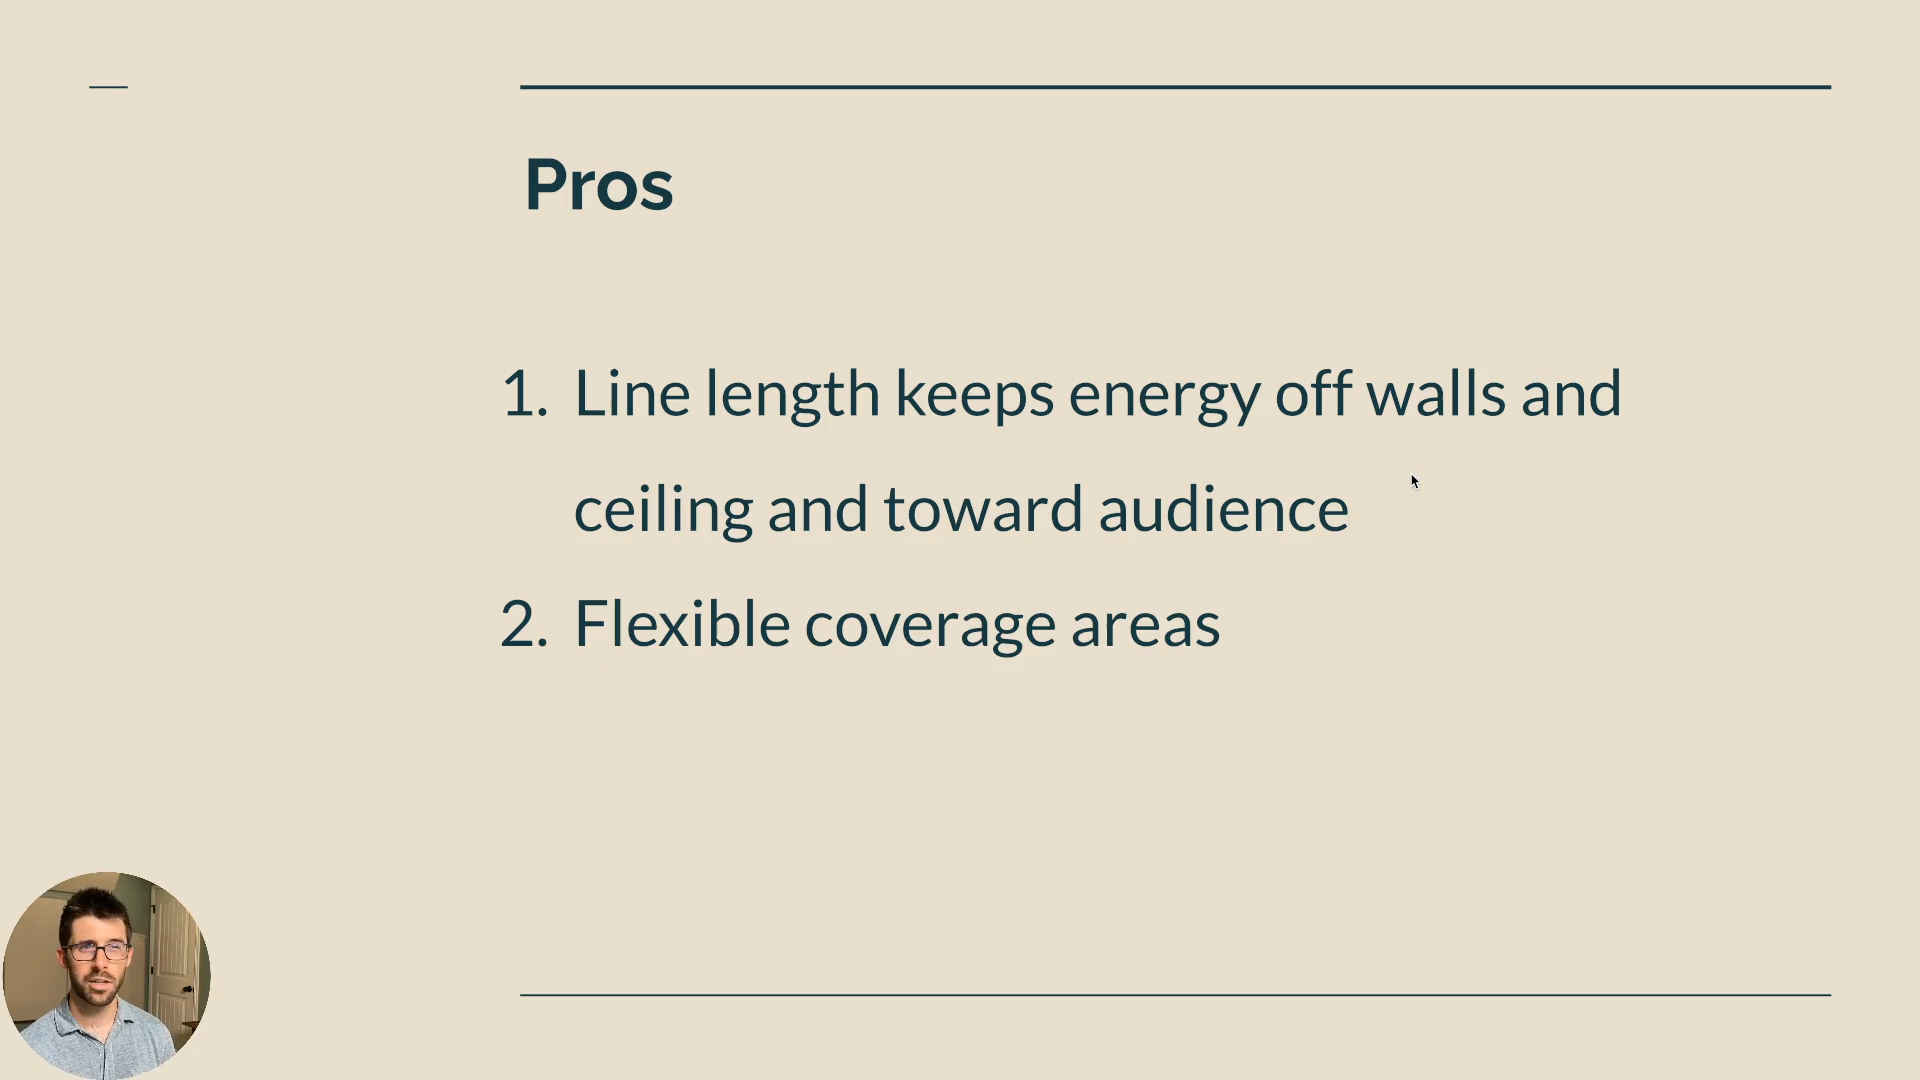 Pros
1. Line length keeps energy off walls and
ceiling and toward audience
2. Flexible coverage areas